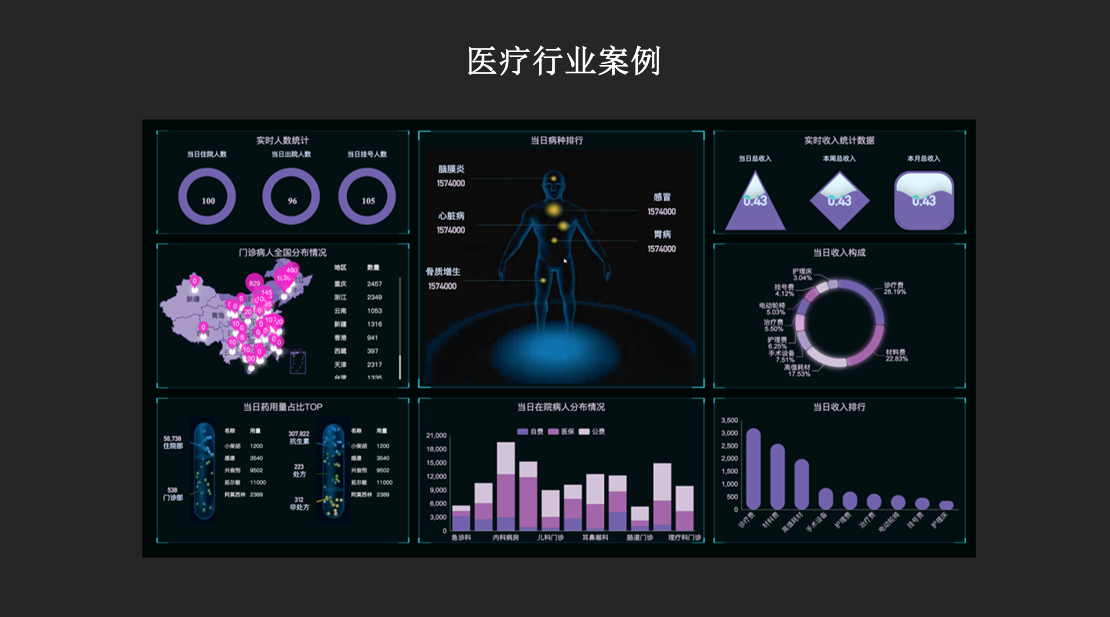 医疗行业案例
实时人数统计
当日住院人数 当日出院人数 当日挂号人数
100 96 105
当日病种排行
脑膜炎
1574000
心脏病
1574000
骨质增生
1574000
感冒
1574000
胃病
1574000
实时收入统计数据
当日总收入 本周总收入 本月总收入
0.43 0.43 0.43
门诊病人全国分布情况
新疆
青海
829
490
145
地区 数量
重庆 2457
浙江 2349
云南 1053
新疆 1316
香港 941
西藏 397
天津 2317
台湾 1335
当日收入构成
护理床
3.04%
挂号费
4.12%
电动轮椅
5.03%
治疗费
5.50%
护理费
6.25%
手术设备
7.51%
高值耗材
17.53%
诊疗费
28.19%
材料费
22.83%
当日药用量占比TOP
56,738
住院部
538
门诊部
名称 用量
小柴胡 1200
感康 3540
兴奋剂 9502
拓尔敏 11000
阿莫西林 2369
307,822
抗生素
223
处方
312
非处方
名称 用量
小柴胡 1200
感康 3540
兴奋剂 9502
拓尔敏 11000
阿莫西林 2369
当日在院病人分布情况
自费 医保 公费
21,000
18,000
15,000
12,000
9,000
6,000
3,000
0
急诊科 内科病房 儿科门诊 耳鼻喉科 肠道门诊 理疗科门诊
当日收入排行
3,500
3,000
2,500
2,000
1,500
1,000
500
0
诊疗费 材料费 高值耗材 手术设备 护理费 治疗费 电动轮椅 挂号费 护理床